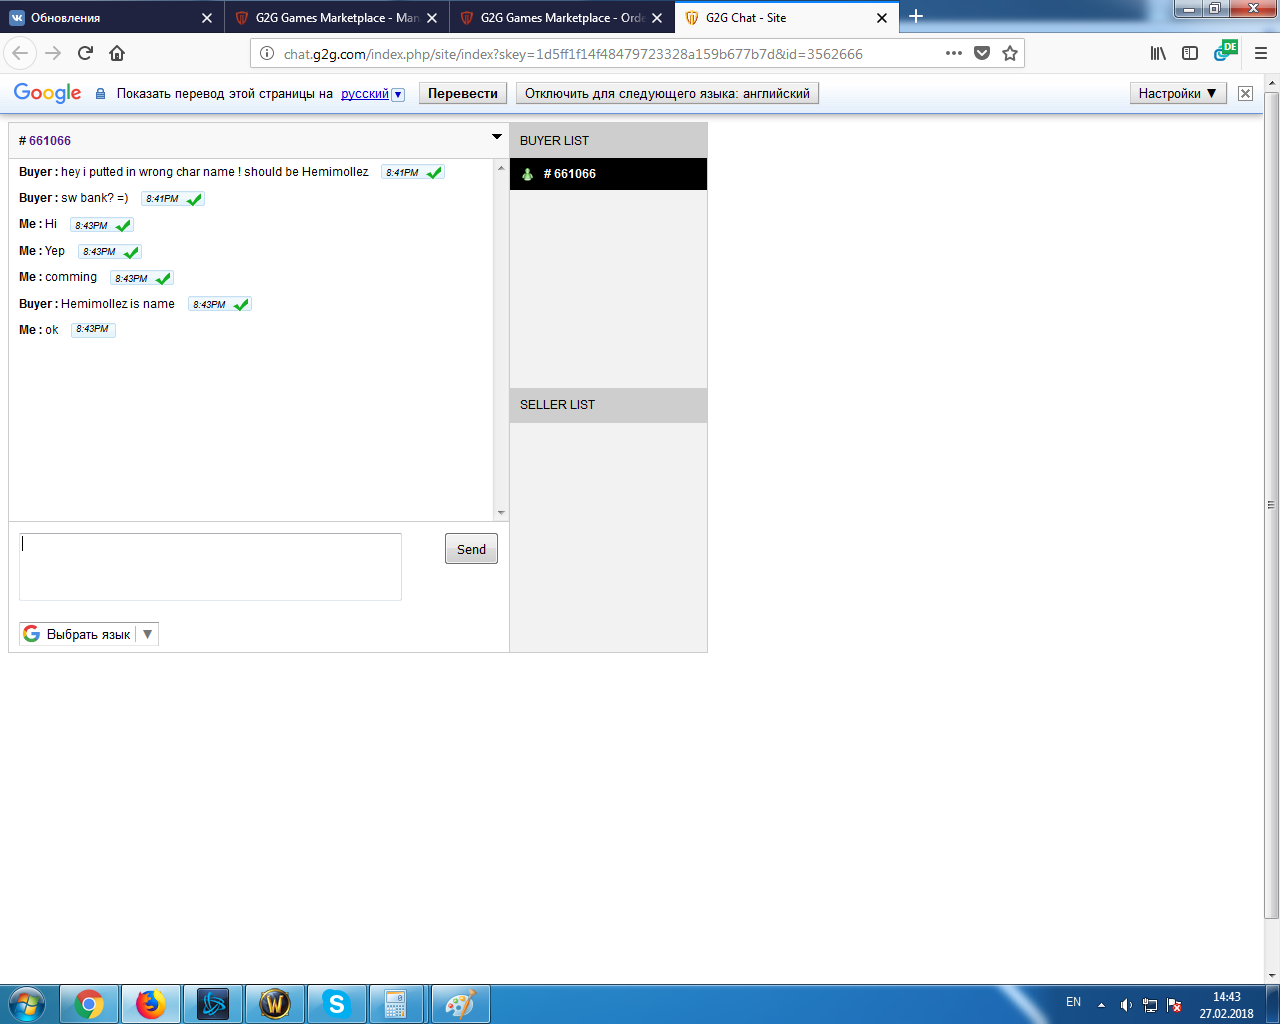 Обновления
G2G Games Marketplace - Man
G2G Games Marketplace - Orde
G2G Chat - Site
chat.g2g.com/index.php/site/index?skey=1d5ff1f14f48479723328a159b677b7d&id=3562666
DE
Google Показать перевод этой страницы на русский Перевести Отключить для следующего языка: английский Настройки ▼
# 661066
BUYER LIST
Buyer : hey i putted in wrong char name ! should be Hemimollez 8:41PM
# 661066
Buyer : sw bank? =) 8:41PM
Me : Hi 8:43PM
Me : Yep 8:43PM
Me : comming 8:43PM
Buyer : Hemimollez is name 8:43PM
Me : ok 8:43PM
SELLER LIST
Send
Выбрать язык ▼
EN
14:43
27.02.2018